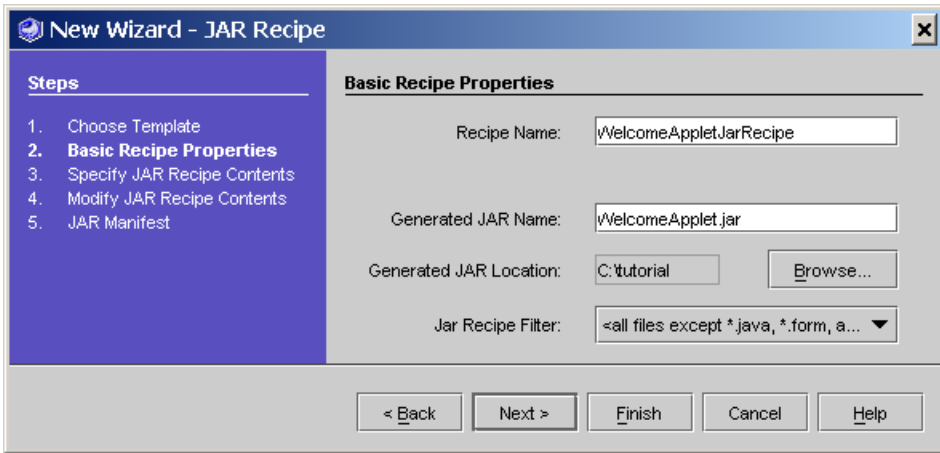 New Wizard - JAR Recipe
Steps
1. Choose Template
2. Basic Recipe Properties
3. Specify JAR Recipe Contents
4. Modify JAR Recipe Contents
5. JAR Manifest
Basic Recipe Properties
Recipe Name: WelcomeAppletJarRecipe
Generated JAR Name: WelcomeApplet.jar
Generated JAR Location: C:\tutorial Browse...
Jar Recipe Filter: <all files except *.java, *.form, a...
< Back Next > Finish Cancel Help